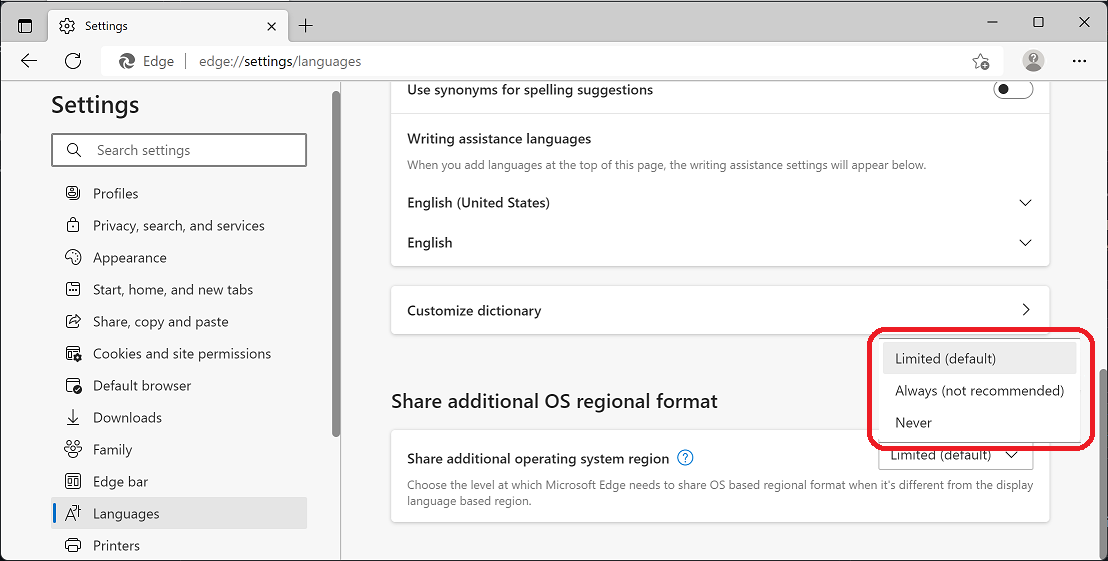 Settings
Edge
edge://settings/languages
Settings
Search settings
Profiles
Privacy, search, and services
Appearance
Start, home, and new tabs
Share, copy and paste
Cookies and site permissions
Default browser
Downloads
Family
Edge bar
Languages
Printers
Use synonyms for spelling suggestions
Writing assistance languages
When you add languages at the top of this page, the writing assistance settings will appear below.
English (United States)
English
Customize dictionary
Limited (default)
Always (not recommended)
Never
Share additional OS regional format
Share additional operating system region
Limited (default)
Choose the level at which Microsoft Edge needs to share OS based regional format when it's different from the display
language based region.